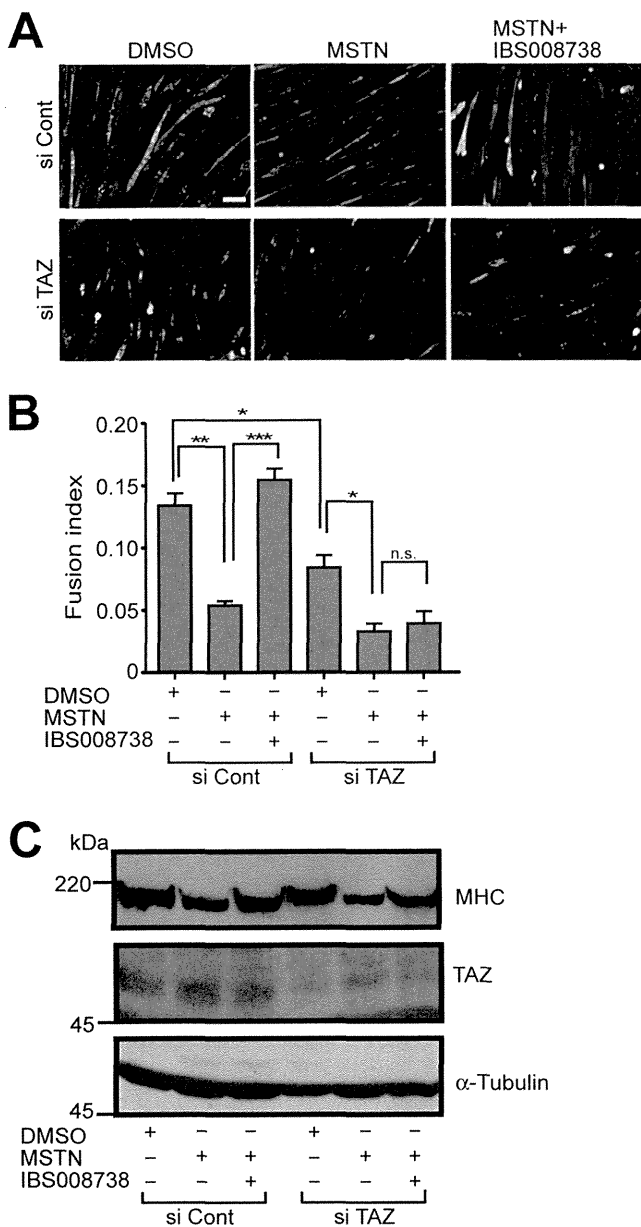 A
DMSO
MSTN
MSTN+
IBS008738
si Cont
si TAZ
B
Fusion index
0.20
0.15
0.10
0.05
0
*
** ***
*
n.s.
DMSO + – – + – –
MSTN – + + – + +
IBS008738 – – + – – +
si Cont si TAZ
C
kDa
220
MHC
TAZ
45
α-Tubulin
45
DMSO + – – + – –
MSTN – + + – + +
IBS008738 – – + – – +
si Cont si TAZ